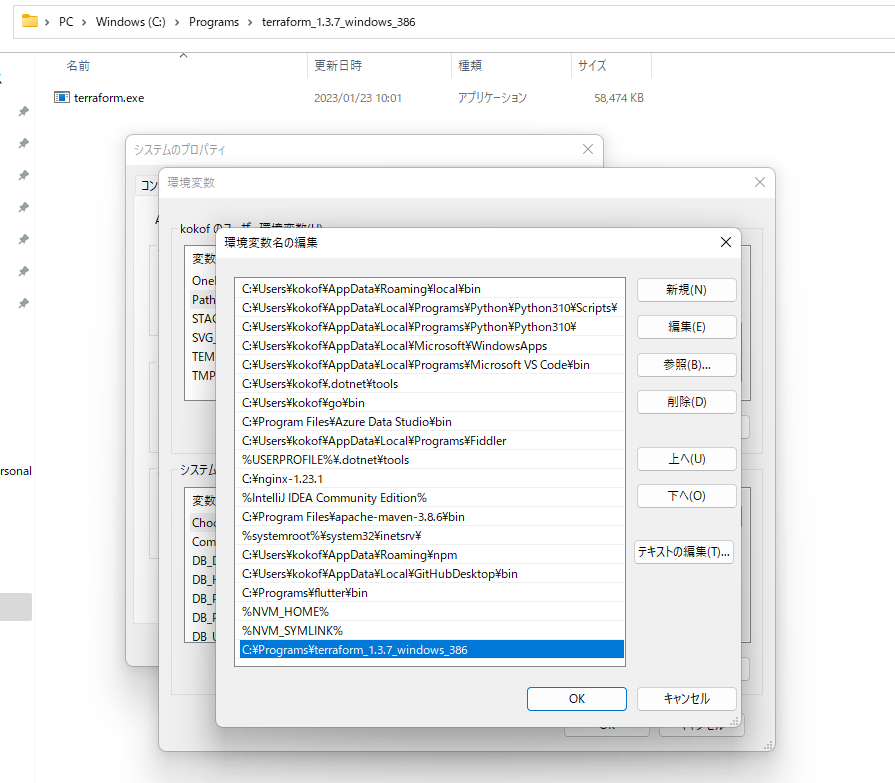 PC > Windows (C:) > Programs > terraform_1.3.7_windows_386
名前 更新日時 種類 サイズ
terraform.exe 2023/01/23 10:01 アプリケーション 58,474 KB
システムのプロパティ
環境変数
コン
kokof のユーザー環境変数(U)
環境変数名の編集
変数
OneI
Path
STAC
SVG_
TEM
TMP
C:¥Users¥kokof¥AppData¥Roaming¥local¥bin
C:¥Users¥kokof¥AppData¥Local¥Programs¥Python¥Python310¥Scripts¥
C:¥Users¥kokof¥AppData¥Local¥Programs¥Python¥Python310¥
C:¥Users¥kokof¥AppData¥Local¥Microsoft¥WindowsApps
C:¥Users¥kokof¥AppData¥Local¥Programs¥Microsoft VS Code¥bin
C:¥Users¥kokof¥.dotnet¥tools
C:¥Users¥kokof¥go¥bin
C:¥Program Files¥Azure Data Studio¥bin
C:¥Users¥kokof¥AppData¥Local¥Programs¥Fiddler
%USERPROFILE%¥.dotnet¥tools
C:¥nginx-1.23.1
%IntelliJ IDEA Community Edition%
C:¥Program Files¥apache-maven-3.8.6¥bin
%systemroot%¥system32¥inetsrv¥
C:¥Users¥kokof¥AppData¥Roaming¥npm
C:¥Users¥kokof¥AppData¥Local¥GitHubDesktop¥bin
C:¥Programs¥flutter¥bin
%NVM_HOME%
%NVM_SYMLINK%
C:¥Programs¥terraform_1.3.7_windows_386
新規(N)
編集(E)
参照(B)...
削除(D)
上へ(U)
下へ(O)
テキストの編集(T)...
OK キャンセル
rsonal
システム
変数
Choc
Com
DB_D
DB_H
DB_F
DB_F
DB_U
OK キャンセル